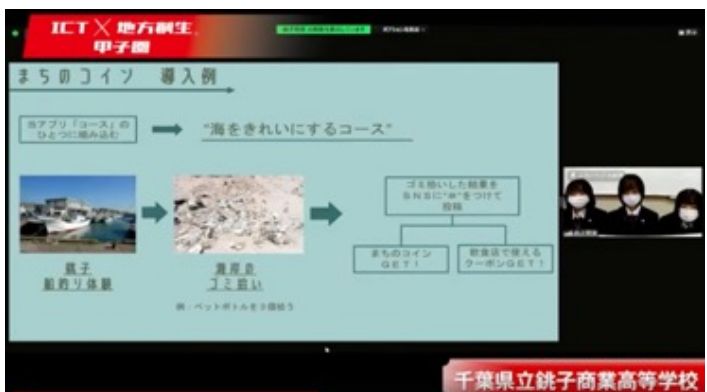 ICT×地方創生
甲子園
まちのコイン 導入例
当アプリ「コース」の
ひとつに組み込む
"海をきれいにするコース"
銚子
船釣り体験
海岸の
ゴミ拾い
例・ペットボトルを
拾う
ゴミ拾いした結果を
SNSに"#"をつけて
投稿
まちのコイン
GET！
飲食店で使える
クーポンGET！
千葉県立銚子商業高等学校